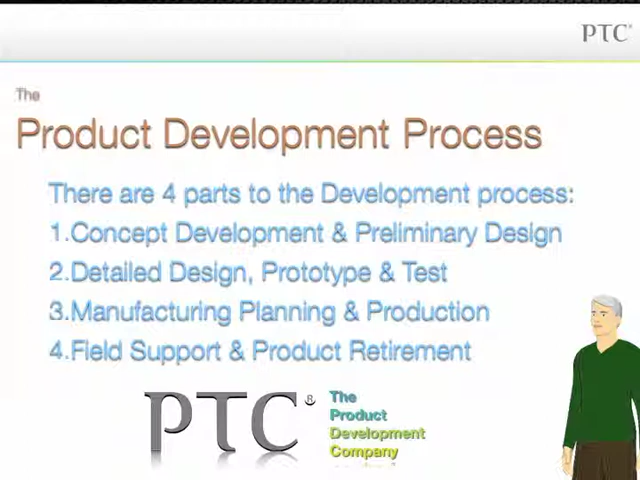 PTC®
The
Product Development Process
There are 4 parts to the Development process:
1.Concept Development & Preliminary Design
2.Detailed Design, Prototype & Test
3.Manufacturing Planning & Production
4.Field Support & Product Retirement
PTC®
The
Product
Development
Company